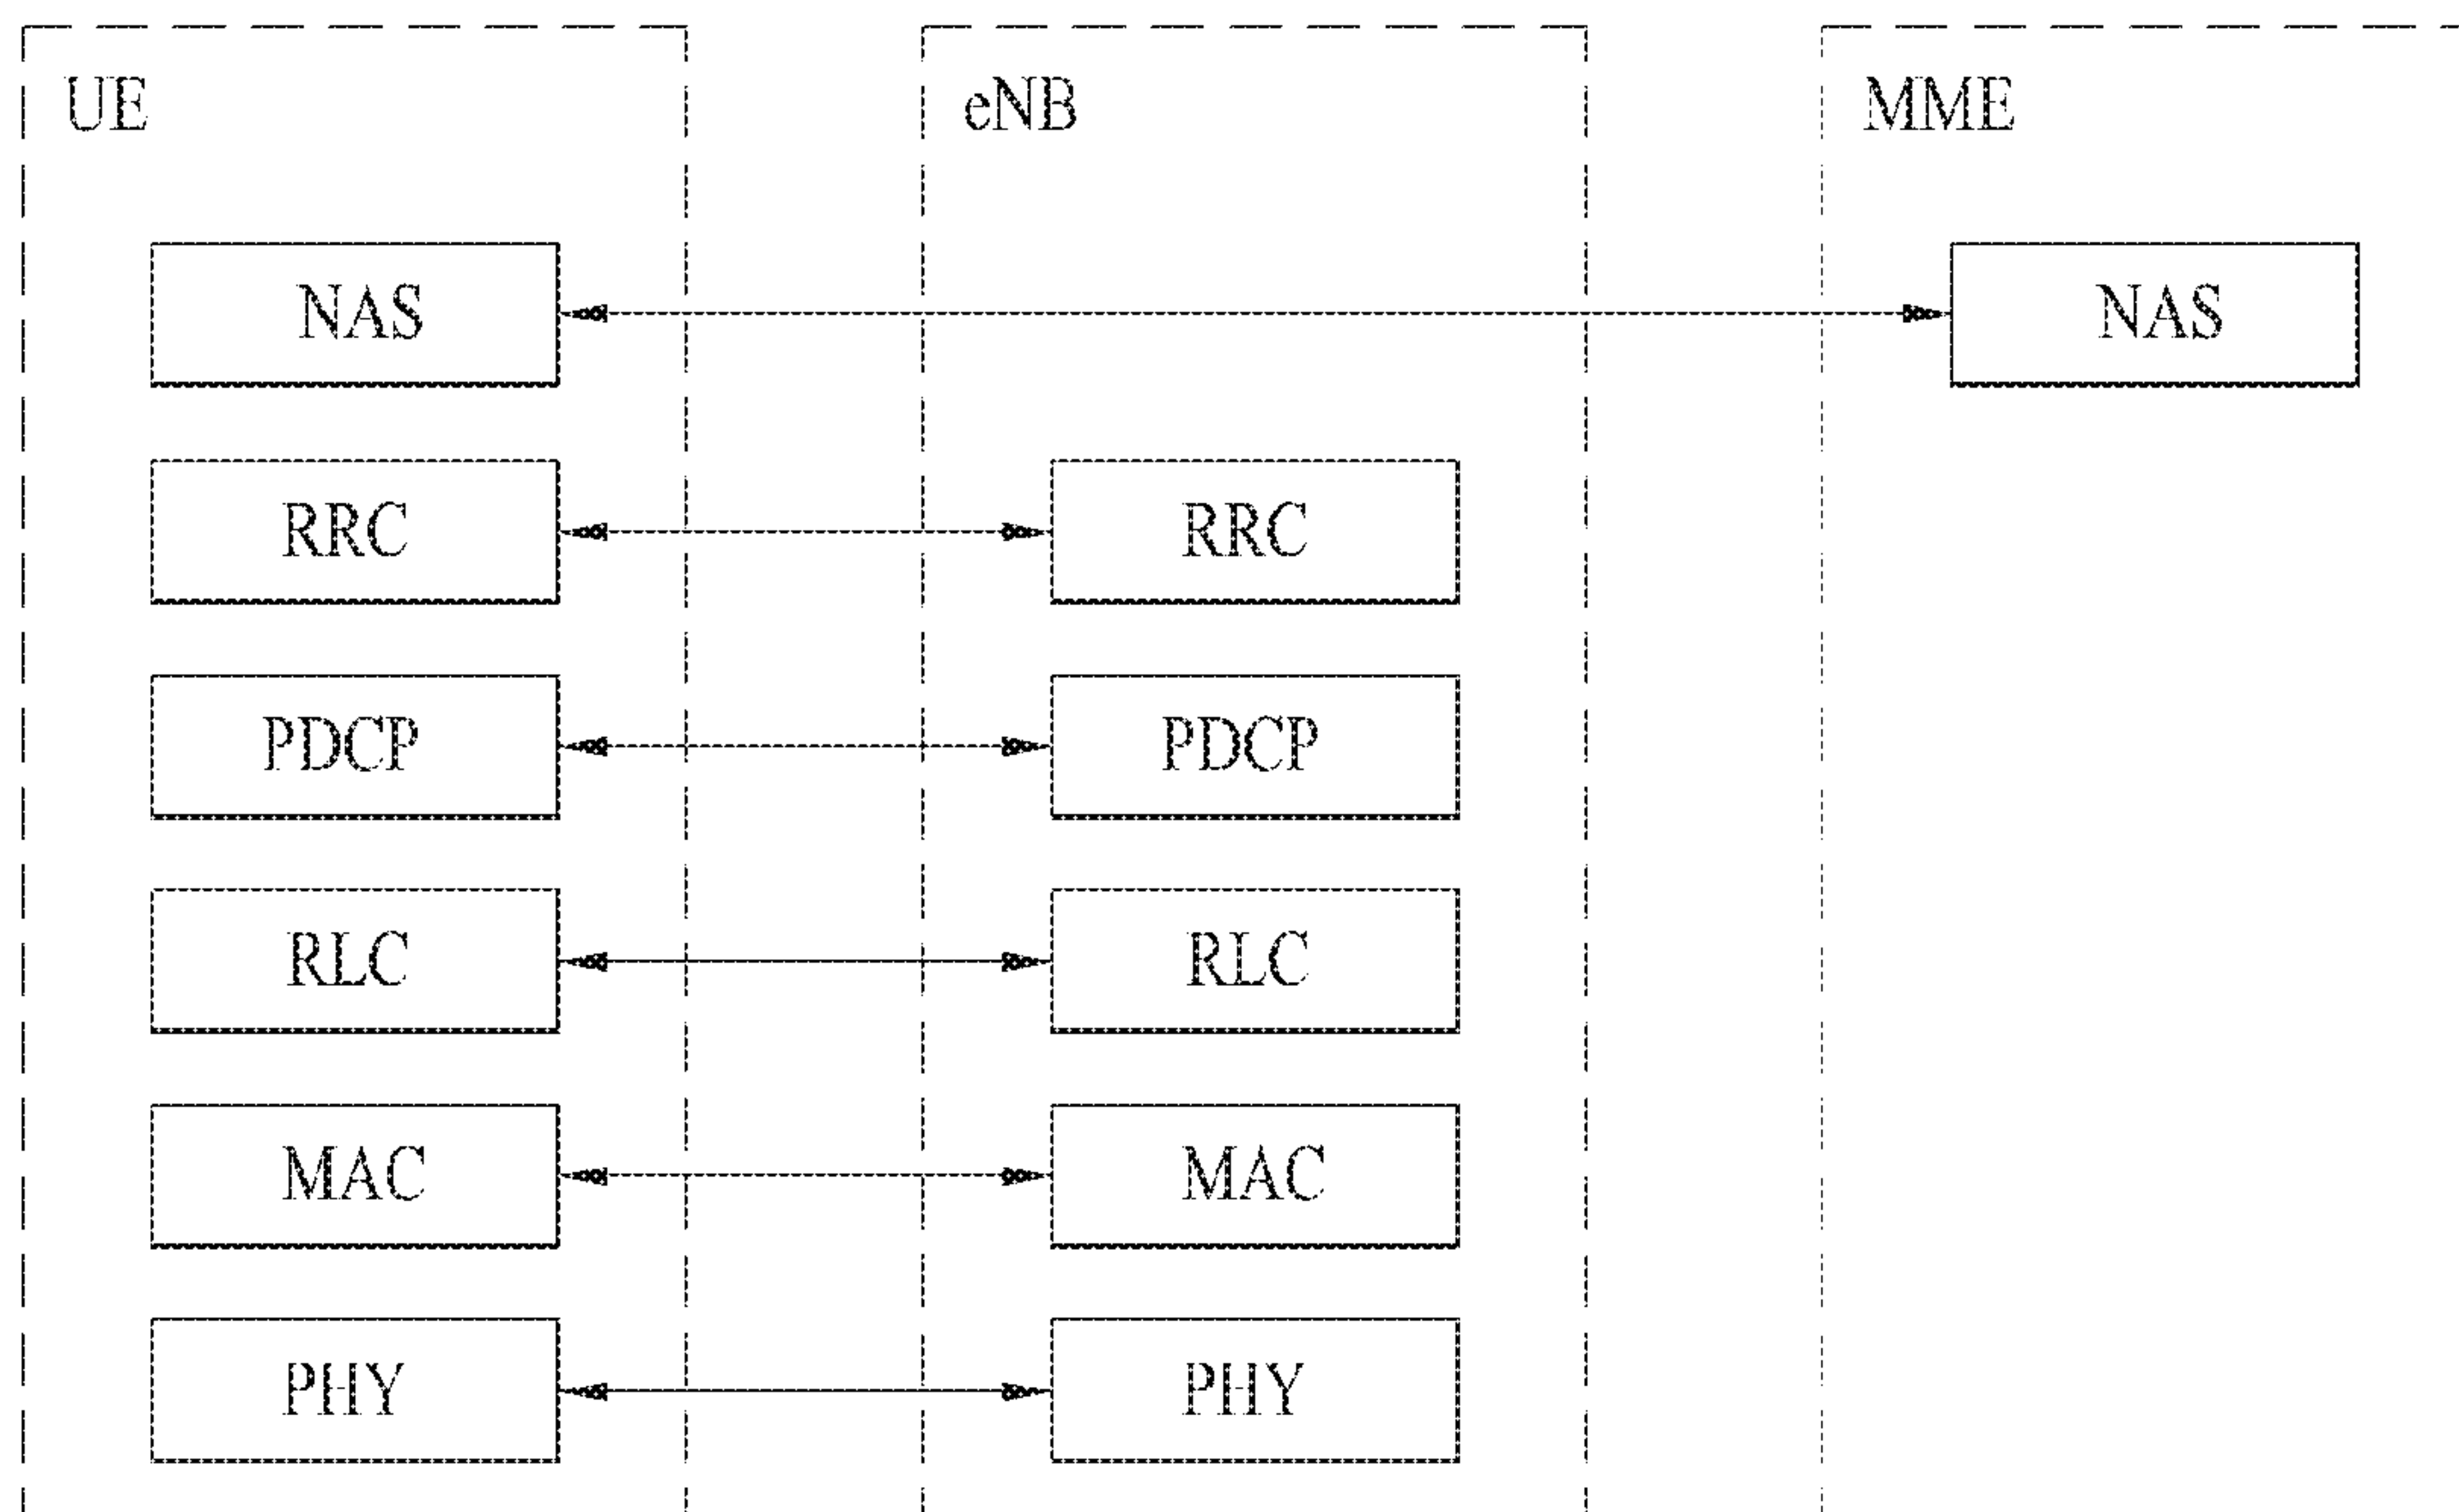 UE eNB MME
NAS NAS
RRC RRC
PDCP PDCP
RLC RLC
MAC MAC
PHY PHY